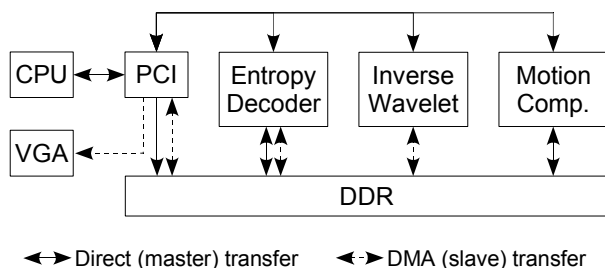 CPU
PCI
Entropy
Decoder
Inverse
Wavelet
Motion
Comp.
VGA
DDR
Direct (master) transfer
DMA (slave) transfer